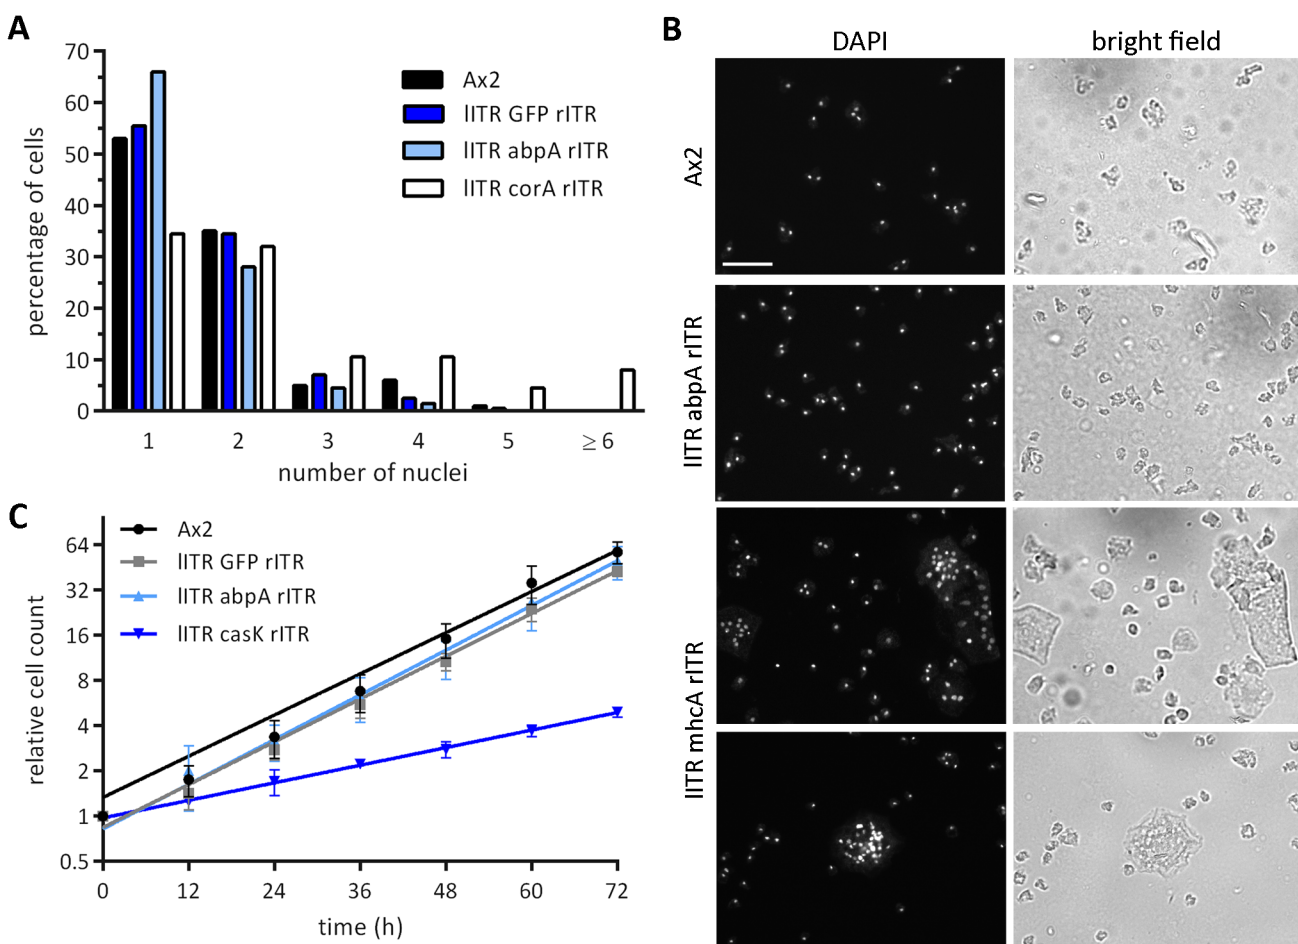 A
70
60
50
40
30
20
10
0
percentage of cells
Ax2
lITR GFP rITR
lITR abpA rITR
lITR corA rITR
1 2 3 4 5 ≥ 6
number of nuclei
B
DAPI bright field
Ax2
lITR abpA rITR
lITR mhcA rITR
C
Ax2
lITR GFP rITR
lITR abpA rITR
lITR casK rITR
64
32
16
8
4
2
1
0.5
relative cell count
0 12 24 36 48 60 72
time (h)